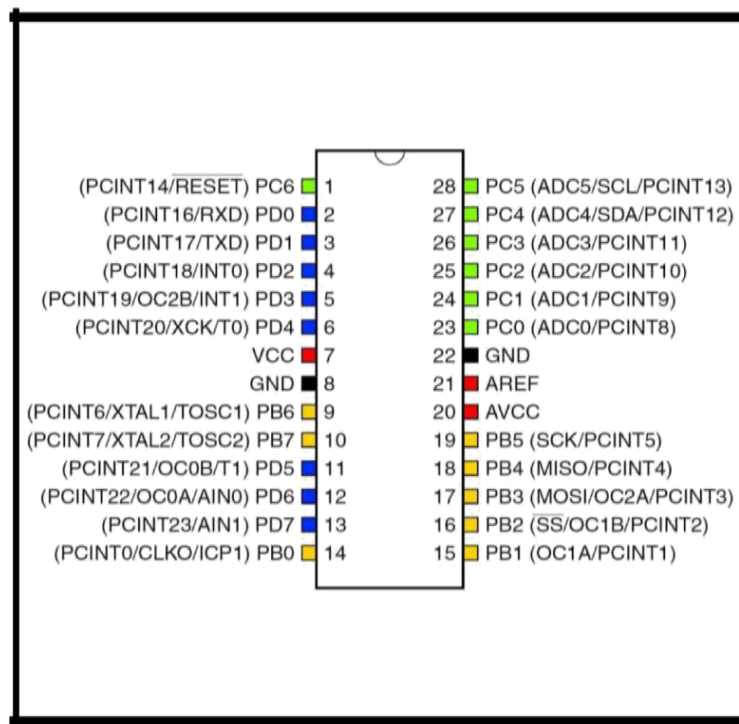 (PCINT14/RESET) PC6 1 28 PC5 (ADC5/SCL/PCINT13)
(PCINT16/RXD) PD0 2 27 PC4 (ADC4/SDA/PCINT12)
(PCINT17/TXD) PD1 3 26 PC3 (ADC3/PCINT11)
(PCINT18/INT0) PD2 4 25 PC2 (ADC2/PCINT10)
(PCINT19/OC2B/INT1) PD3 5 24 PC1 (ADC1/PCINT9)
(PCINT20/XCK/T0) PD4 6 23 PC0 (ADC0/PCINT8)
VCC 7 22 GND
GND 8 21 AREF
(PCINT6/XTAL1/TOSC1) PB6 9 20 AVCC
(PCINT7/XTAL2/TOSC2) PB7 10 19 PB5 (SCK/PCINT5)
(PCINT21/OC0B/T1) PD5 11 18 PB4 (MISO/PCINT4)
(PCINT22/OC0A/AIN0) PD6 12 17 PB3 (MOSI/OC2A/PCINT3)
(PCINT23/AIN1) PD7 13 16 PB2 (SS/OC1B/PCINT2)
(PCINT0/CLKO/ICP1) PB0 14 15 PB1 (OC1A/PCINT1)